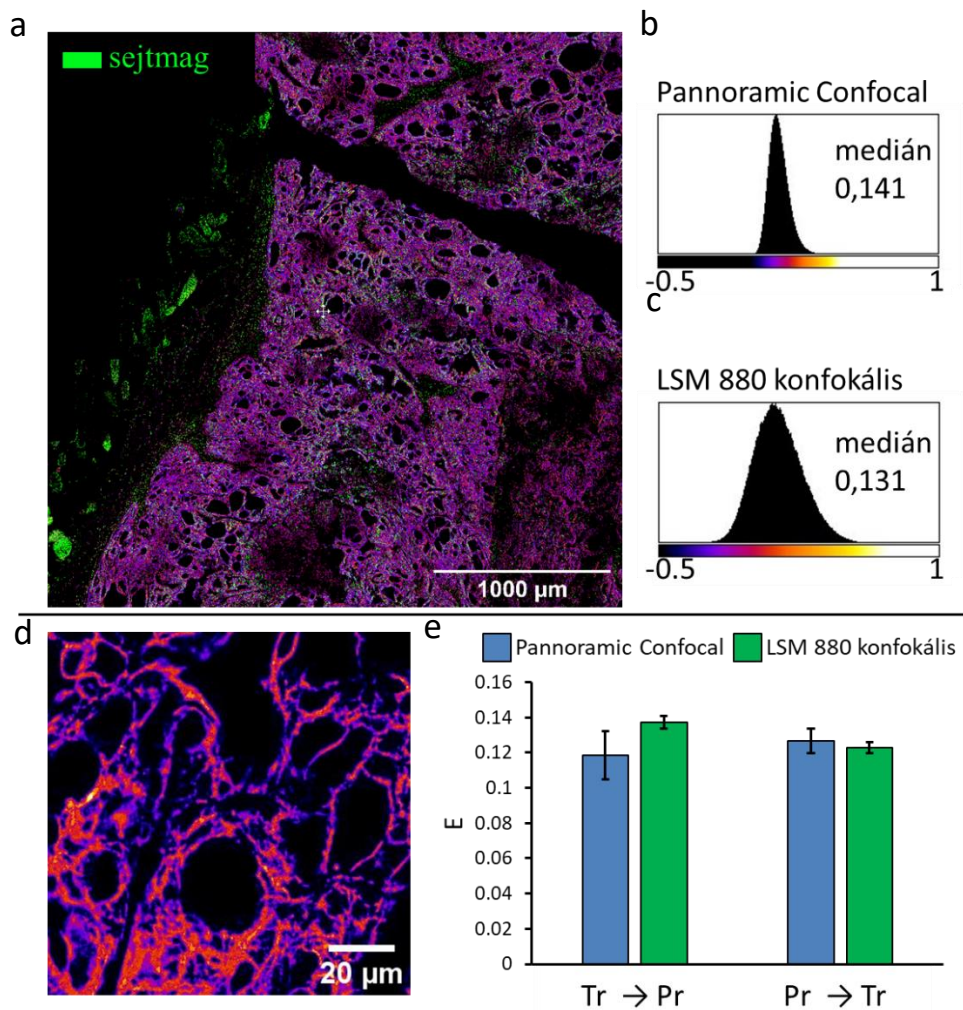 a
sejtmag
1000 µm
b
Pannoramic Confocal
medián
0,141
-0.5 1
c
LSM 880 konfokális
medián
0,131
-0.5 1
d
20 µm
e
Pannoramic Confocal LSM 880 konfokális
0.16
0.14
0.12
0.10
0.08
0.06
0.04
0.02
0
E
Tr → Pr Pr → Tr